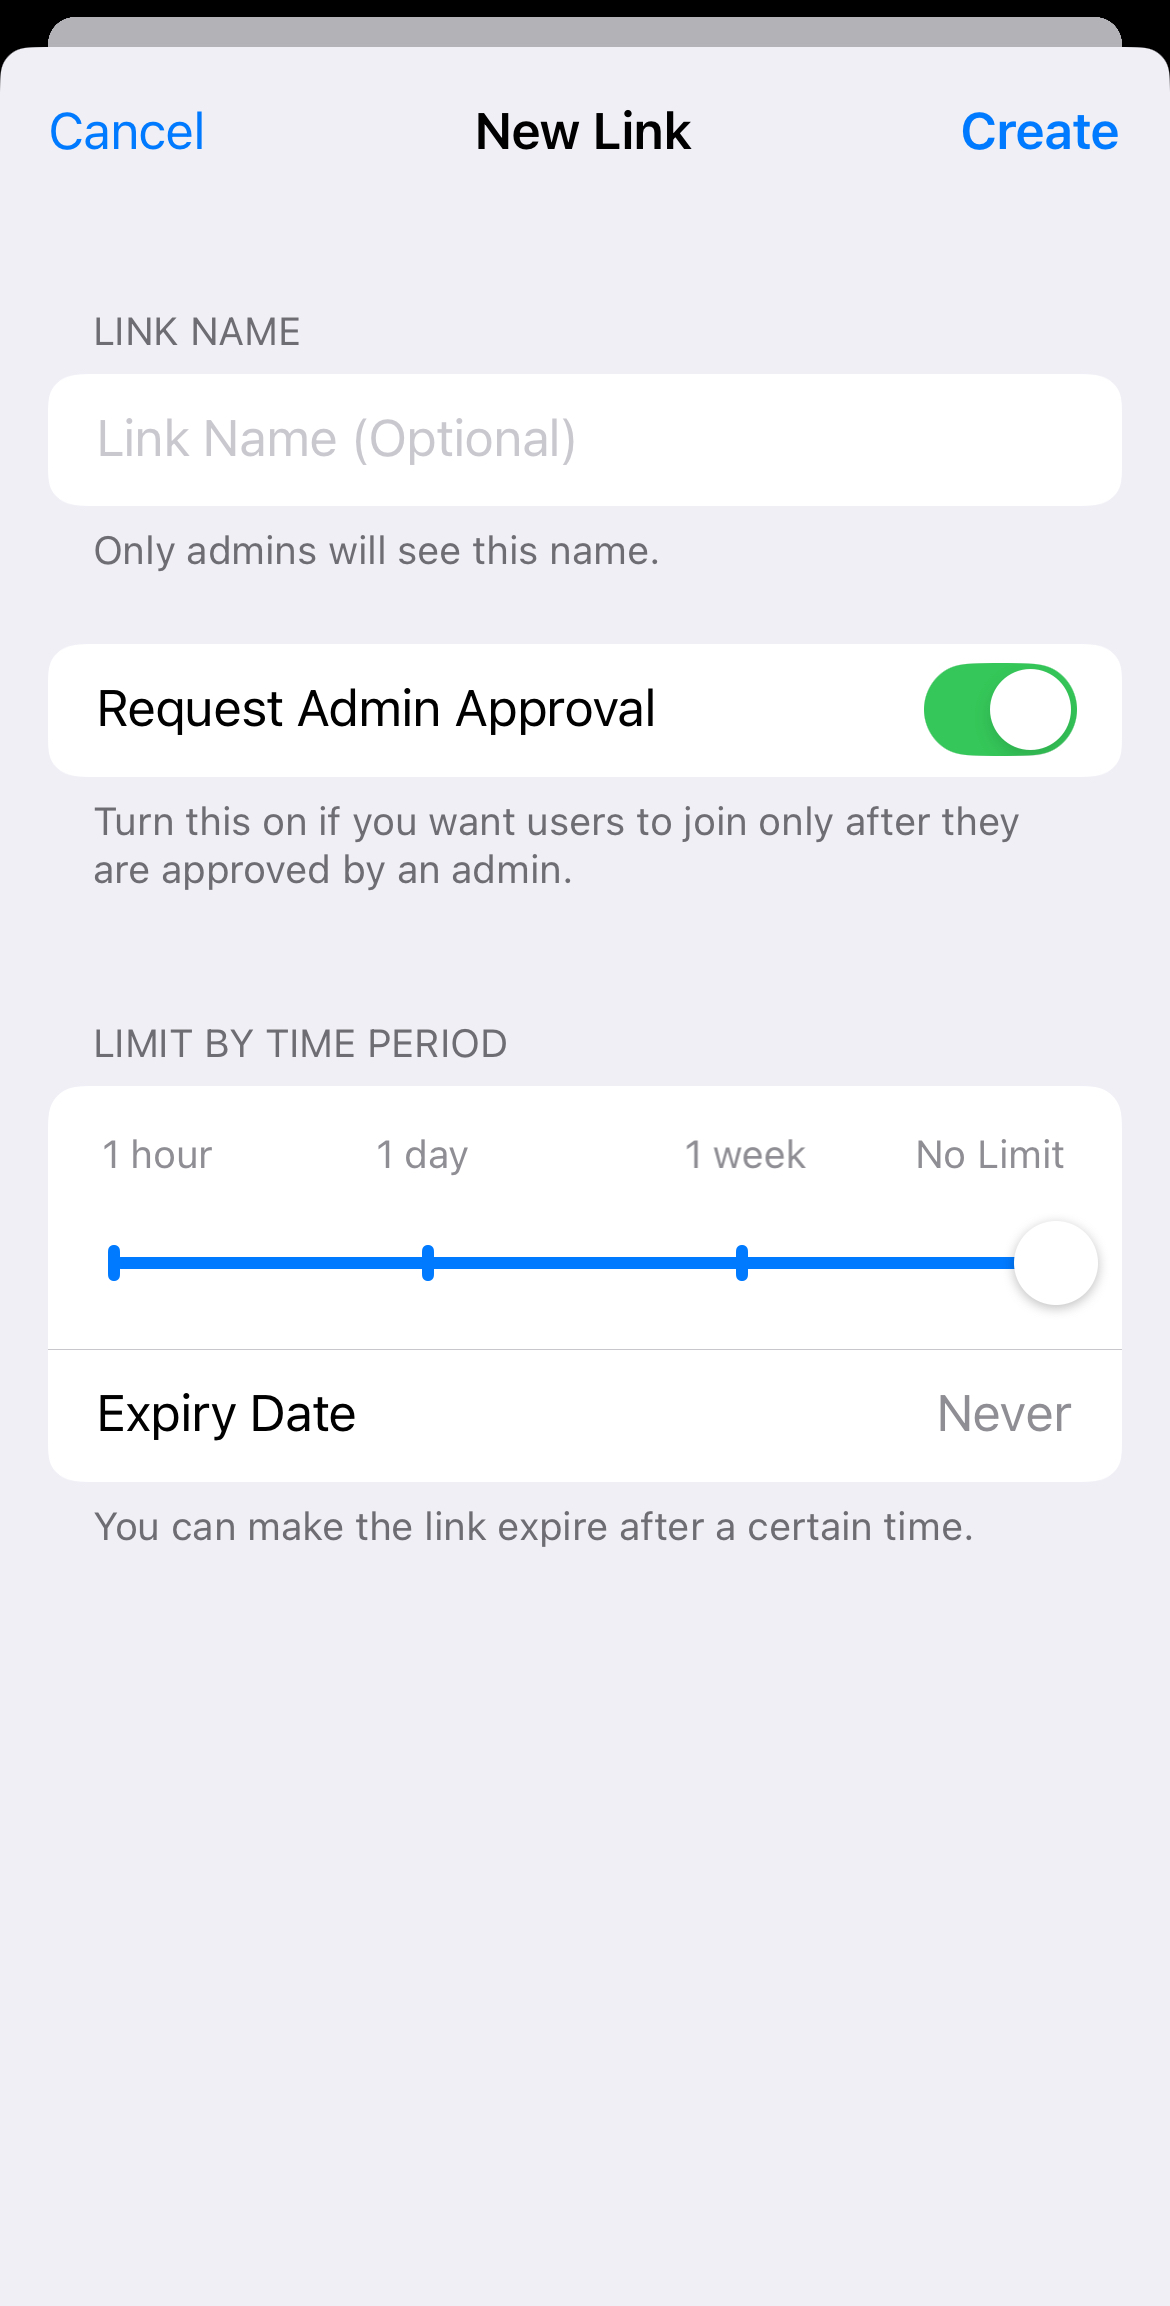 Cancel New Link Create
LINK NAME
Link Name (Optional)
Only admins will see this name.
Request Admin Approval
Turn this on if you want users to join only after they
are approved by an admin.
LIMIT BY TIME PERIOD
1 hour 1 day 1 week No Limit
Expiry Date Never
You can make the link expire after a certain time.